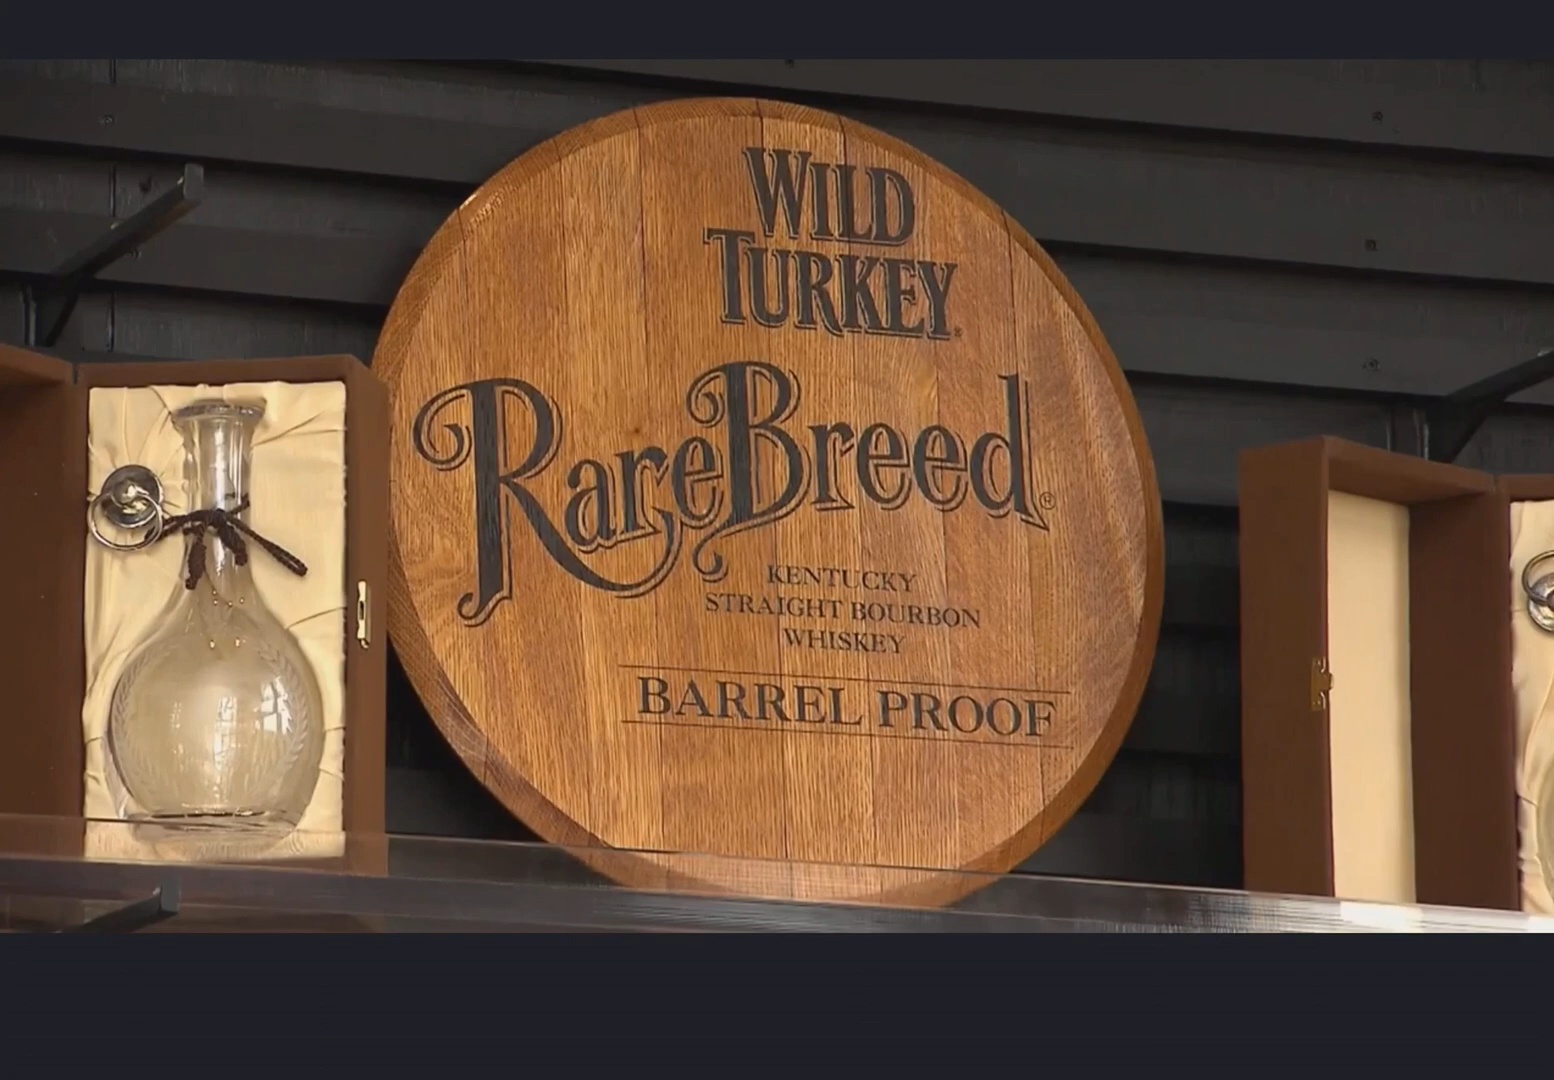 WILD
TURKEY
RareBreed®
KENTUCKY
STRAIGHT BOURBON
WHISKEY
BARREL PROOF